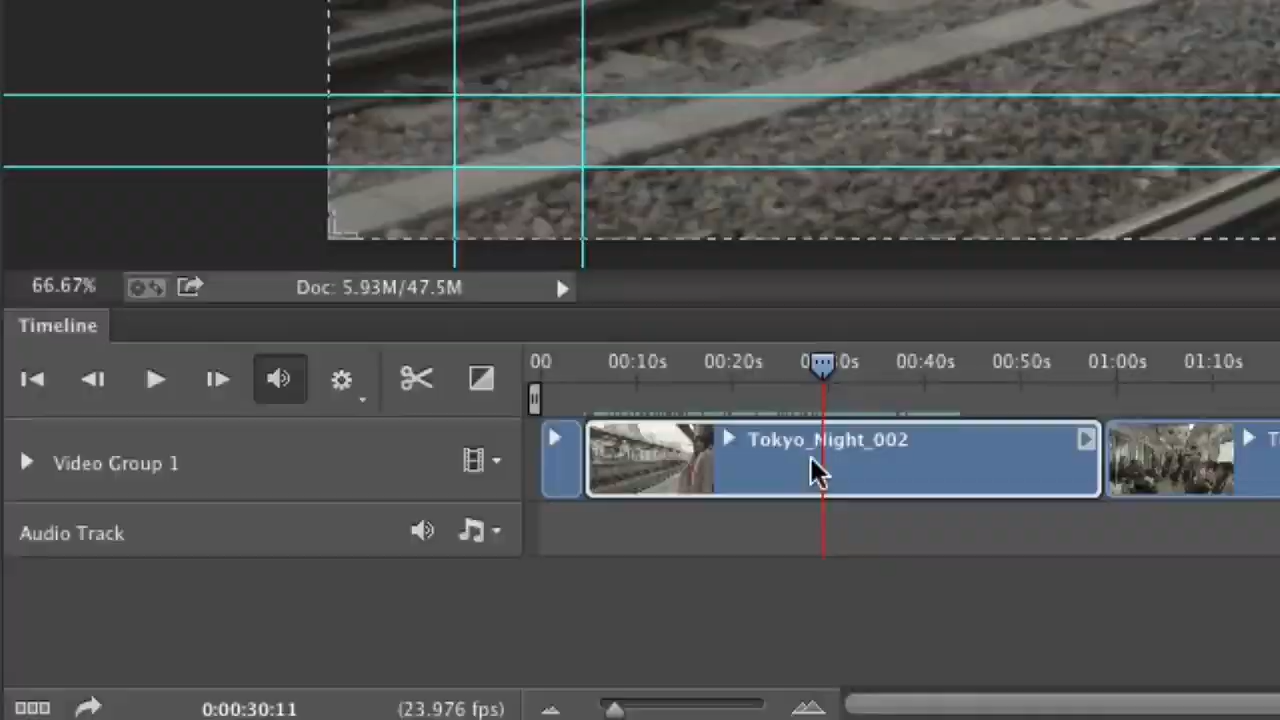 66.67%
Doc: 5.93M/47.5M
Timeline
00 00:10s 00:20s 00:40s 00:50s 01:00s 01:10s
Tokyo_Night_002
Video Group 1
Audio Track
0:00:30:11 (23.976 fps)